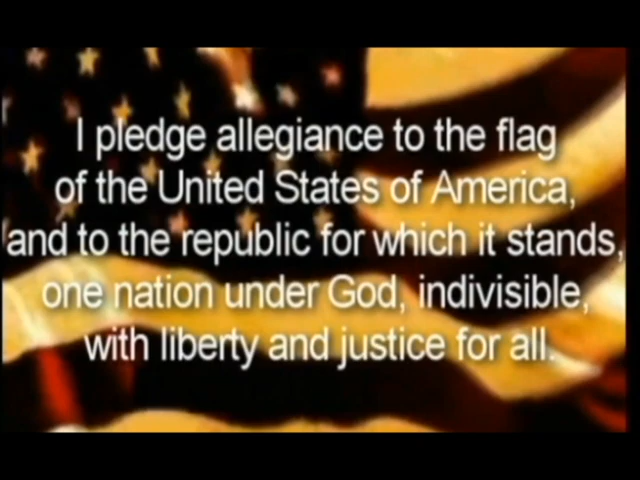 I pledge allegiance to the flag
of the United States of America,
and to the republic for which it stands,
one nation under God, indivisible,
with liberty and justice for all.